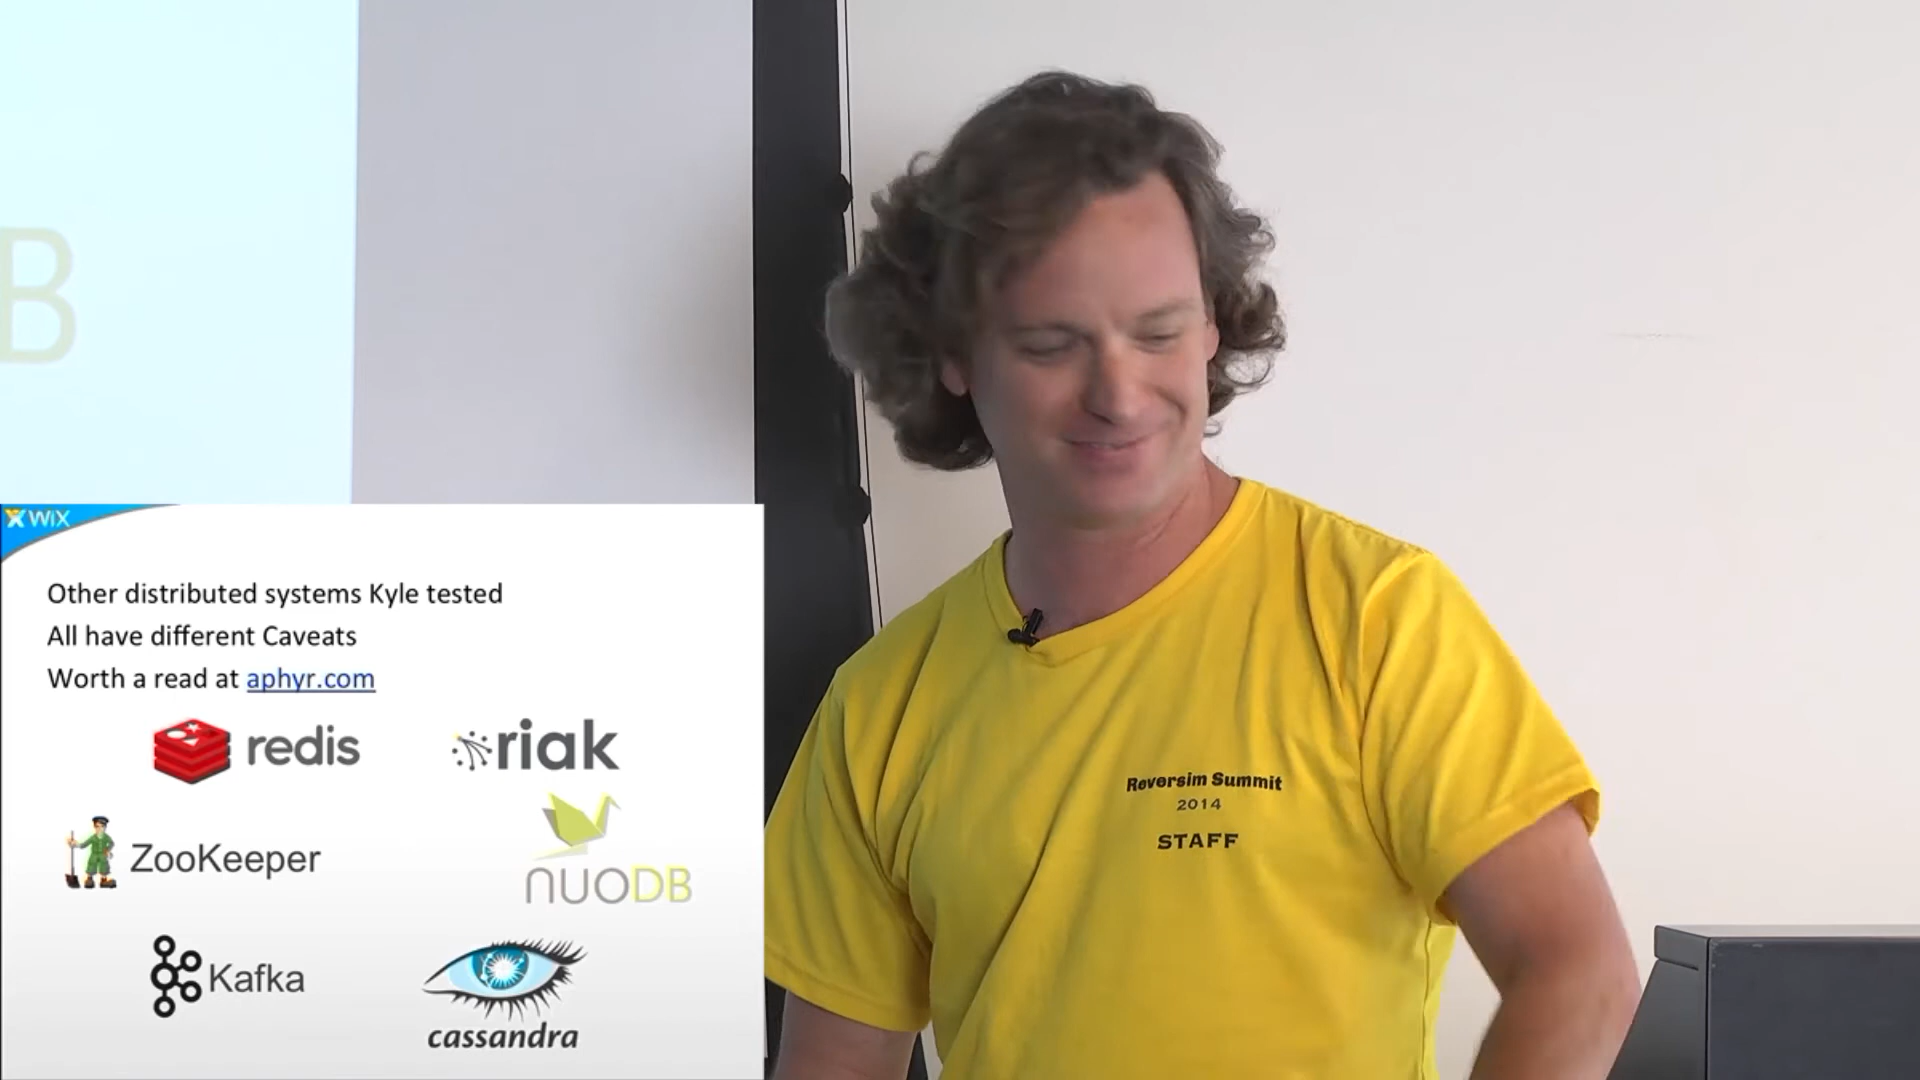 B
WiX
Other distributed systems Kyle tested
All have different Caveats
Worth a read at aphyr.com
redis
riak
ZooKeeper
nuoDB
Kafka
cassandra
Reversim Summit
2014
STAFF